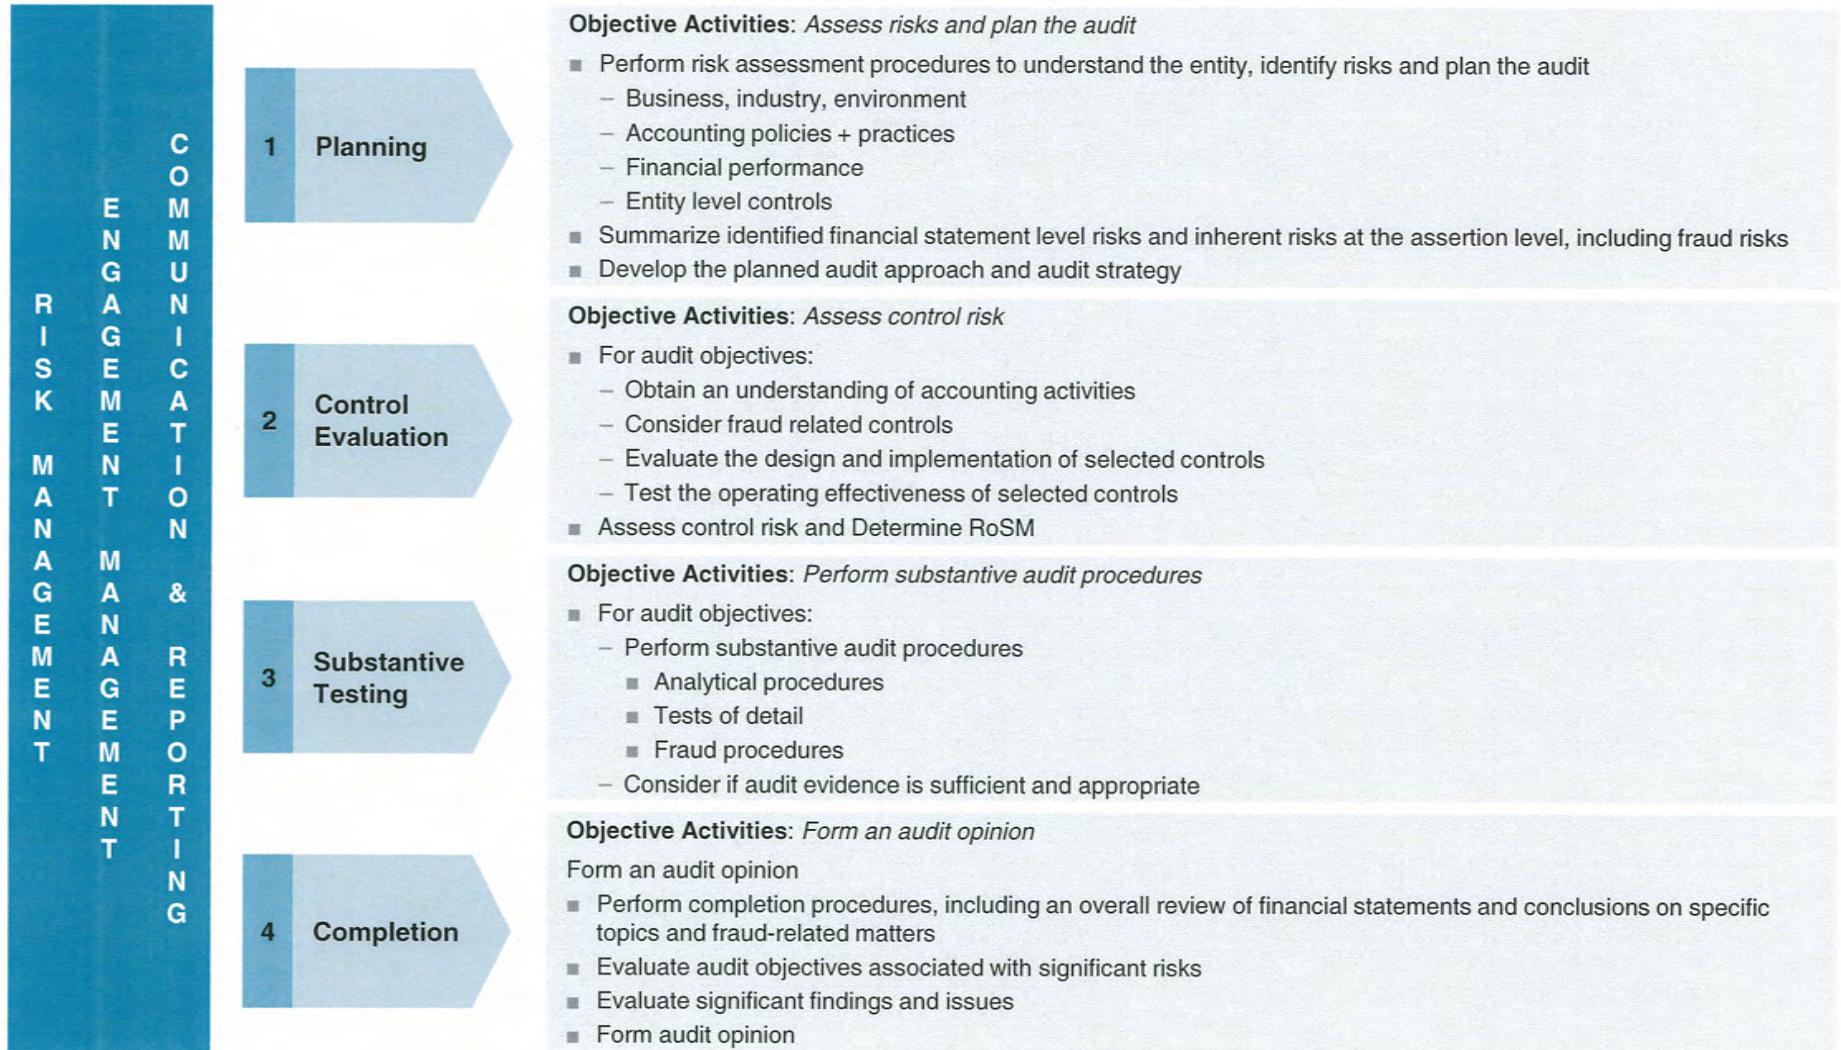 RISK MANAGEMENT
ENGAGEMENT MANAGEMENT
COMMUNICATION & REPORTING
1 Planning
Objective Activities: Assess risks and plan the audit
■ Perform risk assessment procedures to understand the entity, identify risks and plan the audit
– Business, industry, environment
– Accounting policies + practices
– Financial performance
– Entity level controls
■ Summarize identified financial statement level risks and inherent risks at the assertion level, including fraud risks
■ Develop the planned audit approach and audit strategy
2 Control
Evaluation
Objective Activities: Assess control risk
■ For audit objectives:
– Obtain an understanding of accounting activities
– Consider fraud related controls
– Evaluate the design and implementation of selected controls
– Test the operating effectiveness of selected controls
■ Assess control risk and Determine RoSM
3 Substantive
Testing
Objective Activities: Perform substantive audit procedures
■ For audit objectives:
– Perform substantive audit procedures
■ Analytical procedures
■ Tests of detail
■ Fraud procedures
– Consider if audit evidence is sufficient and appropriate
4 Completion
Objective Activities: Form an audit opinion
Form an audit opinion
■ Perform completion procedures, including an overall review of financial statements and conclusions on specific
topics and fraud-related matters
■ Evaluate audit objectives associated with significant risks
■ Evaluate significant findings and issues
■ Form audit opinion